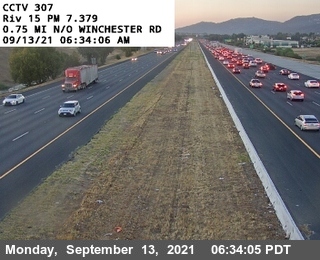 CCTV 307
Riv 15 PM 7.379
0.75 MI N/O WINCHESTER RD
09/13/21 06:34:06 AM
Monday, September 13, 2021 06:34:05 PDT